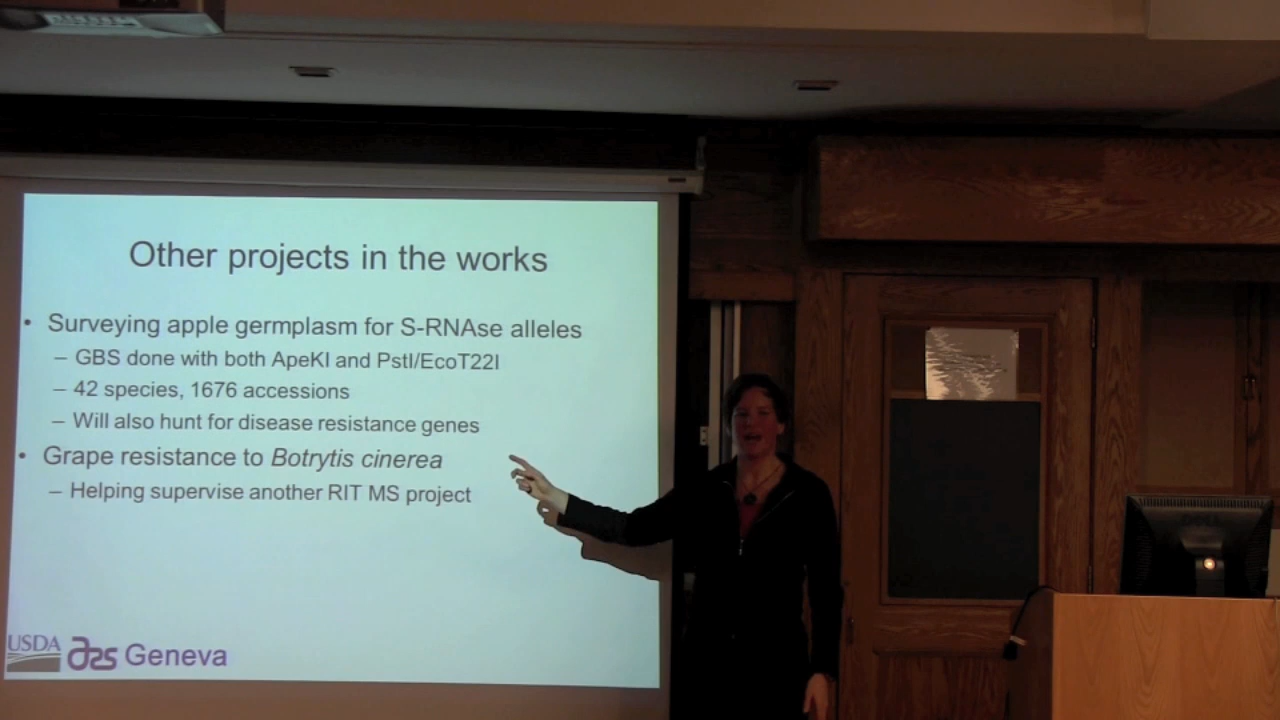 Other projects in the works
• Surveying apple germplasm for S-RNAse alleles
– GBS done with both ApeKI and PstI/EcoT22I
– 42 species, 1676 accessions
– Will also hunt for disease resistance genes
• Grape resistance to Botrytis cinerea
– Helping supervise another RIT MS project
USDA ars Geneva